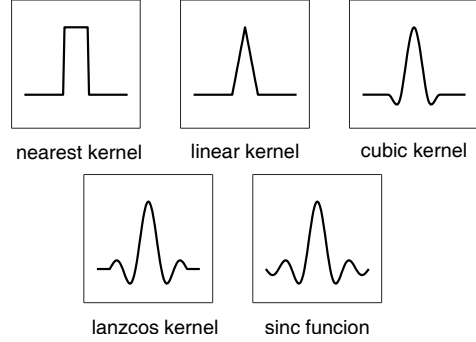 nearest kernel
linear kernel
cubic kernel
lanzcos kernel
sinc funcion